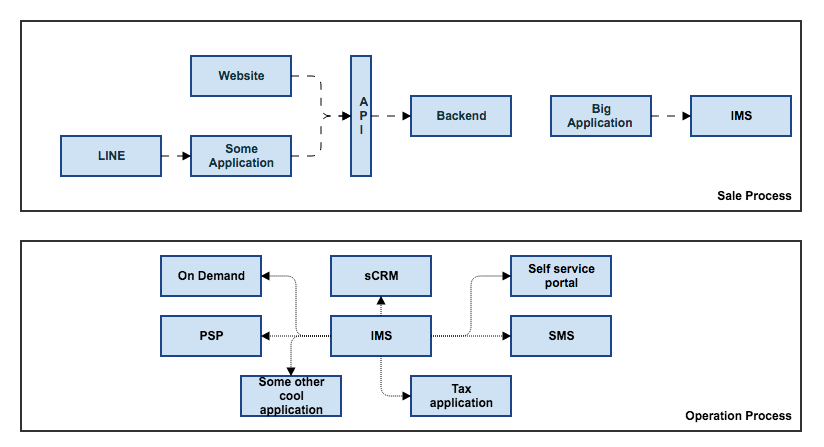 Website
A
P
I
Backend
Big
Application
IMS
LINE
Some
Application
Sale Process
On Demand
sCRM
Self service
portal
PSP
IMS
SMS
Some other
cool
application
Tax
application
Operation Process